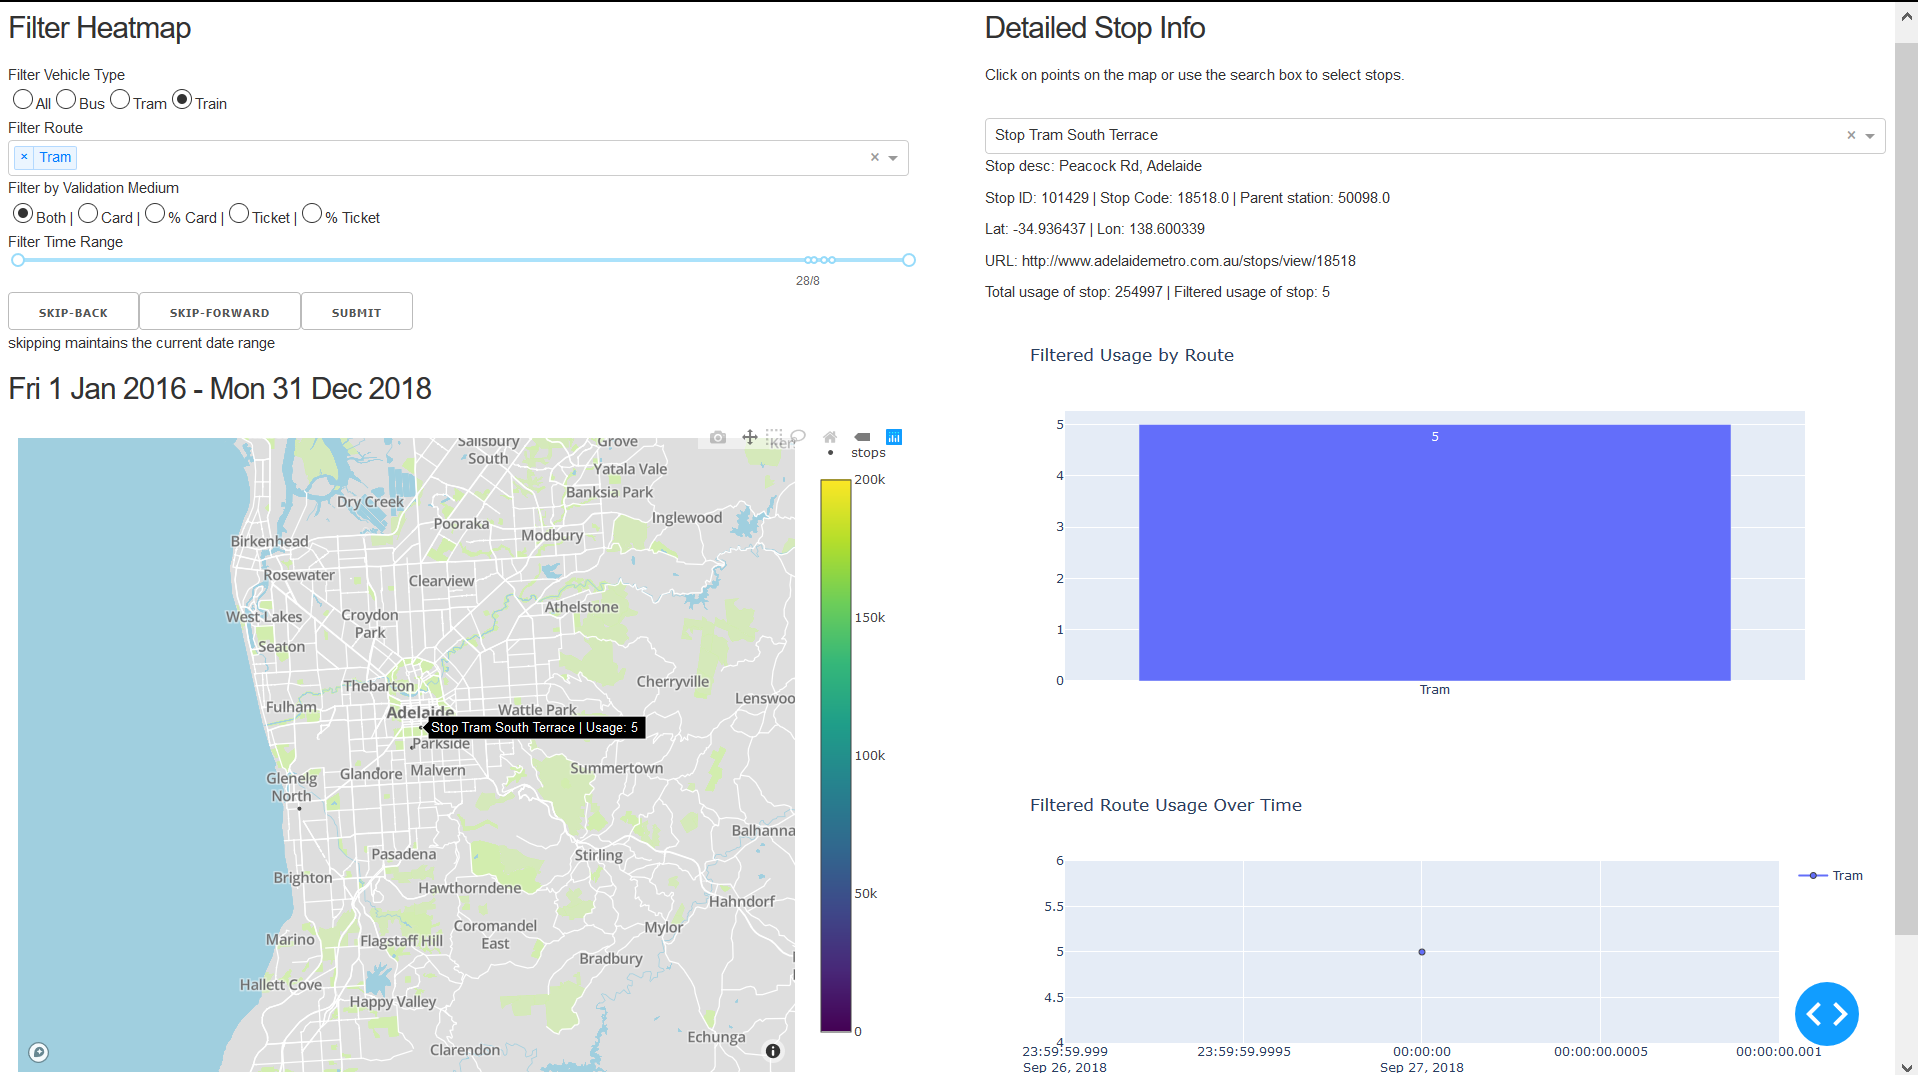 Filter Heatmap
Filter Vehicle Type
All Bus Tram Train
Filter Route
× Tram ×
Filter by Validation Medium
Both | Card | % Card | Ticket | % Ticket
Filter Time Range
28/8
SKIP-BACK SKIP-FORWARD SUBMIT
skipping maintains the current date range
Fri 1 Jan 2016 - Mon 31 Dec 2018
stops
200k
150k
100k
50k
0
Salisbury South
Grove
Yatala Vale
Banksia Park
Dry Creek
Inglewood
Pooraka
Modbury
Birkenhead
Rosewater
Clearview
Athelstone
West Lakes
Croydon Park
Seaton
Cherryville
Thebarton
Lenswoo
Fulham
Adelaide
Wattle Park
Stop Tram South Terrace | Usage: 5
Parkside
Glenelg North
Glandore
Malvern
Summertown
Balhanna
Pasadena
Stirling
Brighton
Hawthorndene
Hahndorf
Coromandel East
Mylor
Marino
Flagstaff Hill
Bradbury
Hallett Cove
Happy Valley
Echunga
Clarendon
Detailed Stop Info
Click on points on the map or use the search box to select stops.
Stop Tram South Terrace ×
Stop desc: Peacock Rd, Adelaide
Stop ID: 101429 | Stop Code: 18518.0 | Parent station: 50098.0
Lat: -34.936437 | Lon: 138.600339
URL: http://www.adelaidemetro.com.au/stops/view/18518
Total usage of stop: 254997 | Filtered usage of stop: 5
Filtered Usage by Route
5
4
3
2
1
0
5
Tram
Filtered Route Usage Over Time
6
5.5
5
4.5
4
Tram
23:59:59.999 23:59:59.9995 00:00:00 00:00:00.0005 00:00:00.001
Sep 26, 2018 Sep 27, 2018